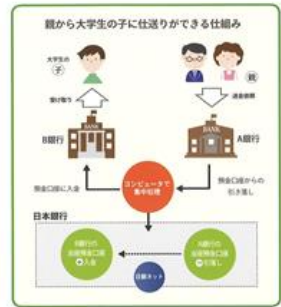 親から大学生の子に仕送りができる仕組み
大学生の
子
親
受け取り
送金依頼
BANK
BANK
B銀行
A銀行
コンピュータで
集中処理
預金口座に入金
預金口座からの
引き落し
日本銀行
B銀行の
当座預金口座
＋入金
A銀行の
当座預金口座
−引落し
日銀ネット